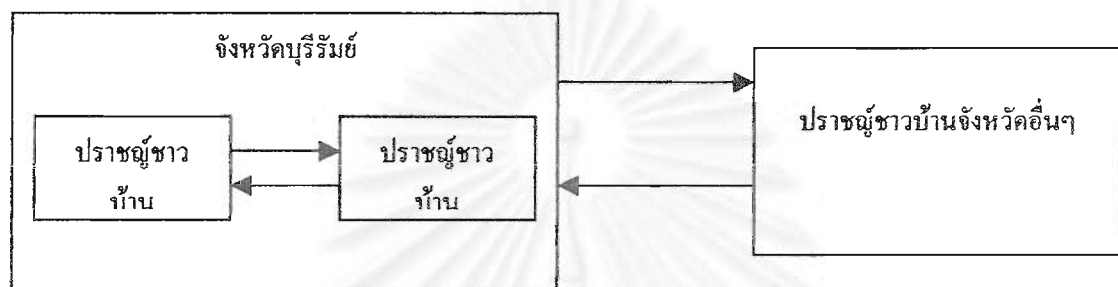 จังหวัดบุรีรัมย์
ปราชญ์ชาวบ้านจังหวัดอื่นๆ
ปราชญ์ชาว
บ้าน
ปราชญ์ชาว
บ้าน